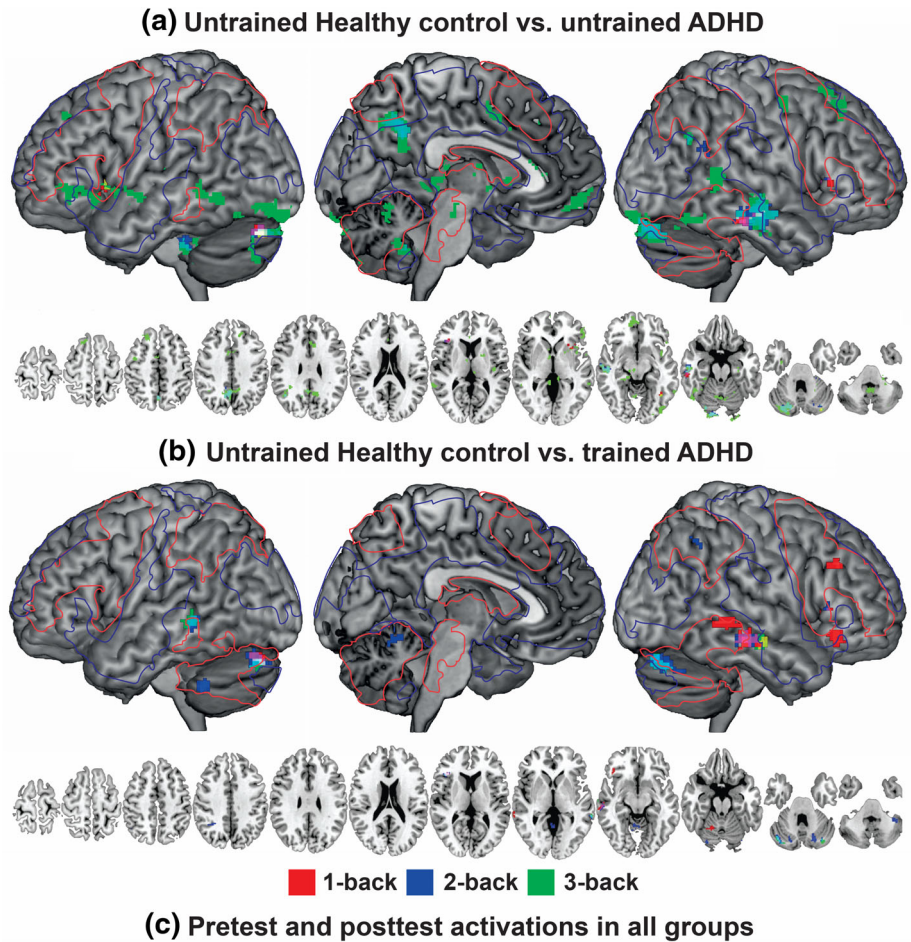 (a) Untrained Healthy control vs. untrained ADHD
(b) Untrained Healthy control vs. trained ADHD
1-back 2-back 3-back
(c) Pretest and posttest activations in all groups